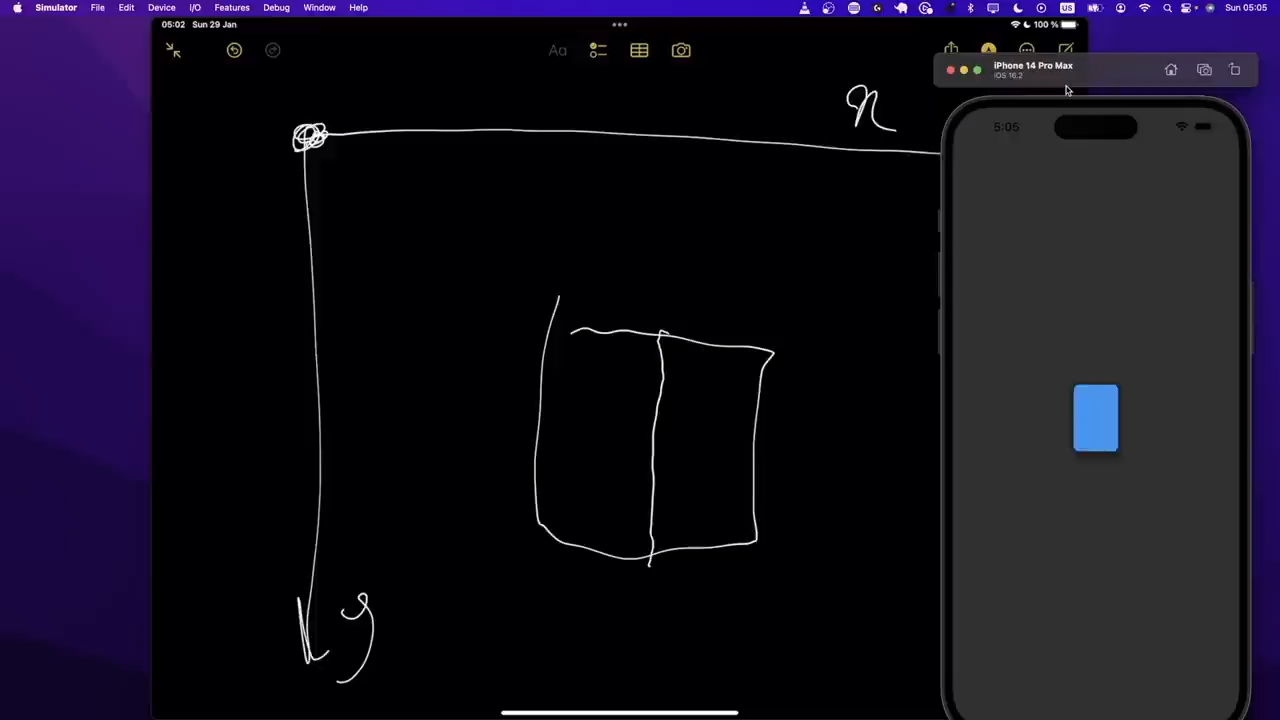 Simulator File Edit Device I/O Features Debug Window Help US Sun 05:05
05:02 Sun 29 Jan 100 %
Aa
iPhone 14 Pro Max
iOS 16.2
5:05
x
y